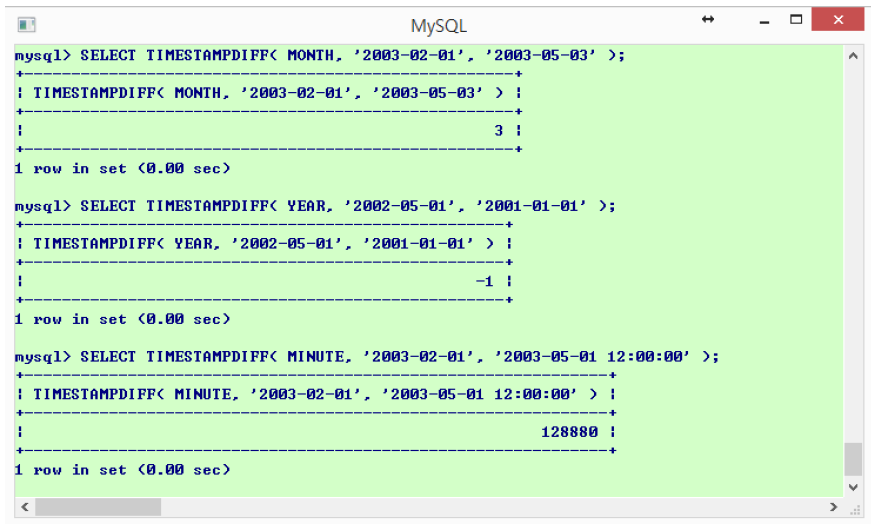 MySQL
mysql> SELECT TIMESTAMPDIFF( MONTH, '2003-02-01', '2003-05-03' );
+-----------------------------------------------------+
| TIMESTAMPDIFF( MONTH, '2003-02-01', '2003-05-03' ) |
+-----------------------------------------------------+
| 3 |
+-----------------------------------------------------+
1 row in set (0.00 sec)
mysql> SELECT TIMESTAMPDIFF( YEAR, '2002-05-01', '2001-01-01' );
+----------------------------------------------------+
| TIMESTAMPDIFF( YEAR, '2002-05-01', '2001-01-01' ) |
+----------------------------------------------------+
| -1 |
+----------------------------------------------------+
1 row in set (0.00 sec)
mysql> SELECT TIMESTAMPDIFF( MINUTE, '2003-02-01', '2003-05-01 12:00:00' );
+---------------------------------------------------------------+
| TIMESTAMPDIFF( MINUTE, '2003-02-01', '2003-05-01 12:00:00' ) |
+---------------------------------------------------------------+
| 128880 |
+---------------------------------------------------------------+
1 row in set (0.00 sec)